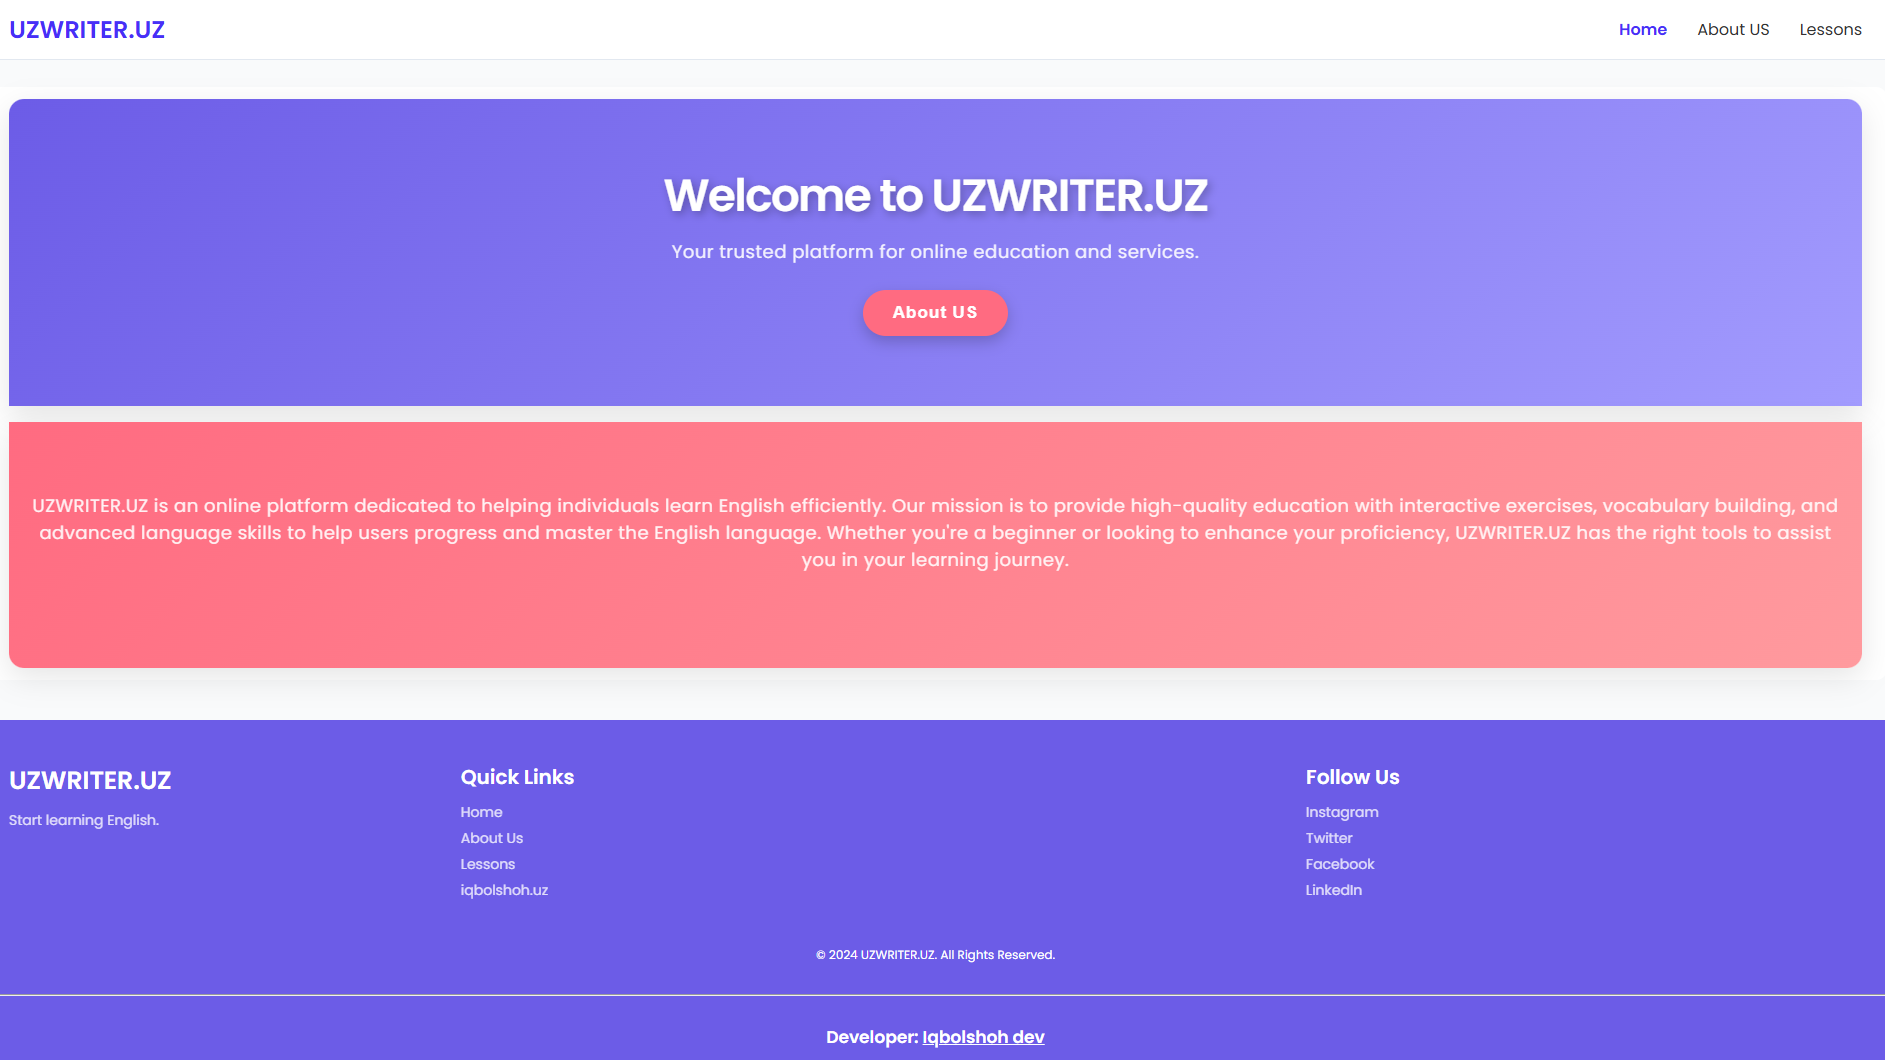 UZWRITER.UZ
Home
About US
Lessons
Welcome to UZWRITER.UZ
Your trusted platform for online education and services.
About US
UZWRITER.UZ is an online platform dedicated to helping individuals learn English efficiently. Our mission is to provide high-quality education with interactive exercises, vocabulary building, and
advanced language skills to help users progress and master the English language. Whether you're a beginner or looking to enhance your proficiency, UZWRITER.UZ has the right tools to assist
you in your learning journey.
UZWRITER.UZ
Start learning English.
Quick Links
Home
About Us
Lessons
iqbolshoh.uz
Follow Us
Instagram
Twitter
Facebook
LinkedIn
© 2024 UZWRITER.UZ. All Rights Reserved.
Developer: Iqbolshoh dev